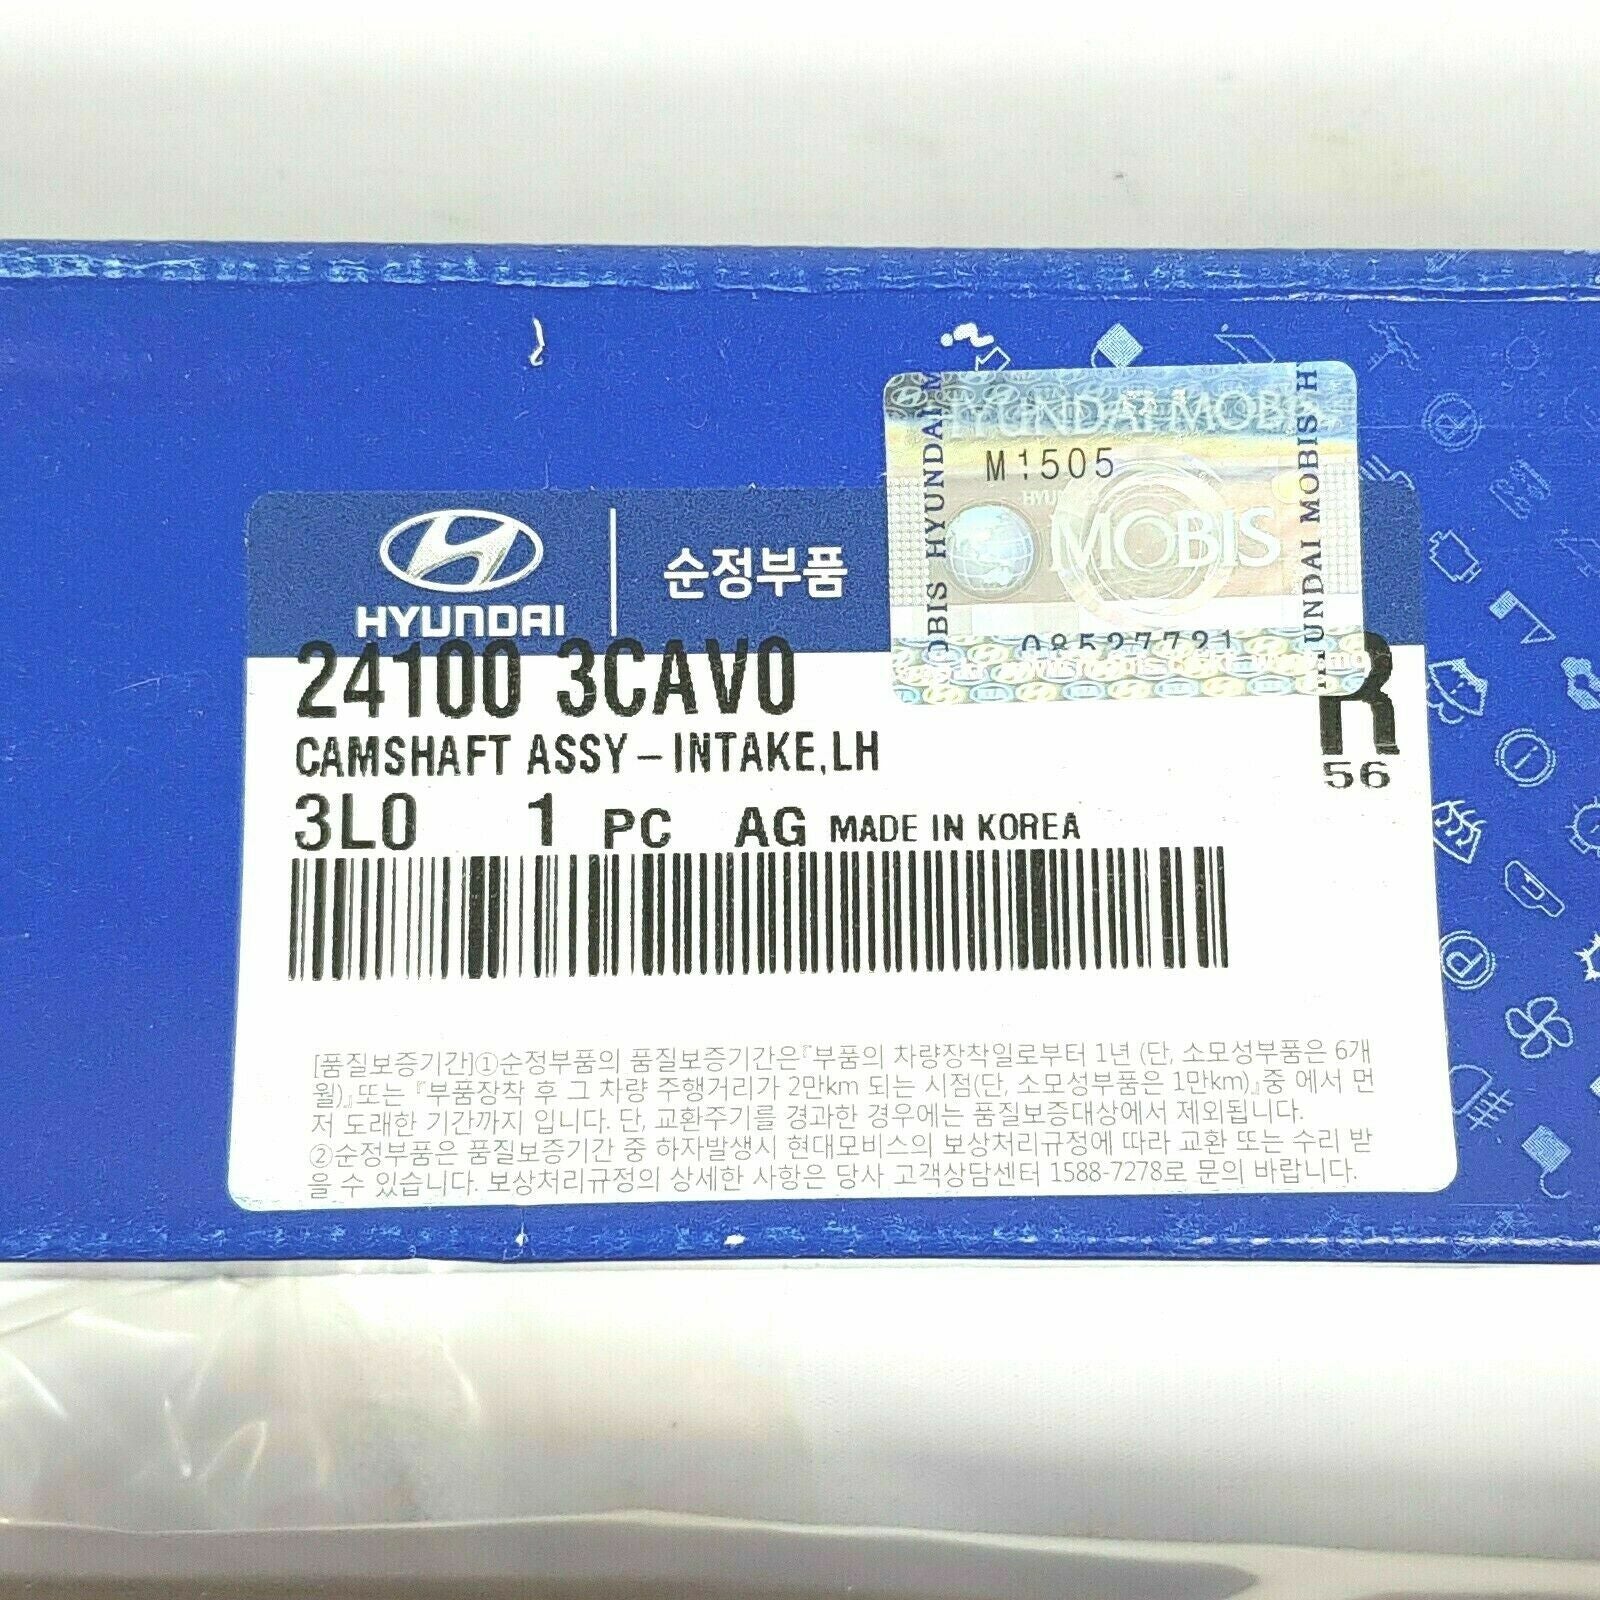 HYUNDAI MOBIS
M1505
HYUNDAI
MOBIS
08527721
OBIS HYUNDAI M
UNDAI MOBIS H
HYUNDAI
순정부품
24100 3CAV0
R
CAMSHAFT ASSY-INTAKE,LH
56
3L0 1 PC AG MADE IN KOREA
[품질보증기간]①순정부품의 품질보증기간은『부품의 차량장착일로부터 1년 (단, 소모성부품은 6개
월)』또는 『부품장착 후 그 차량 주행거리가 2만km 되는 시점(단, 소모성부품은 1만km)』중 에서 먼
저 도래한 기간까지 입니다. 단, 교환주기를 경과한 경우에는 품질보증대상에서 제외됩니다.
②순정부품은 품질보증기간 중 하자발생시 현대모비스의 보상처리규정에 따라 교환 또는 수리 받
을 수 있습니다. 보상처리규정의 상세한 사항은 당사 고객상담센터 1588-7278로 문의 바랍니다.